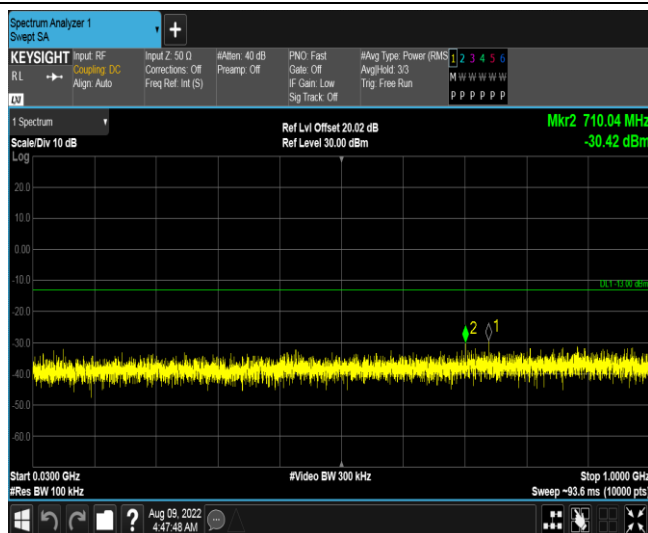 Spectrum Analyzer 1
Swept SA
+
KEYSIGHT
RL
LXI
Input: RF
Coupling: DC
Align: Auto
Input Z: 50 Ω
Corrections: Off
Freq Ref: Int (S)
#Atten: 40 dB
Preamp: Off
PNO: Fast
Gate: Off
IF Gain: Low
Sig Track: Off
#Avg Type: Power (RMS
Avg|Hold: 3/3
Trig: Free Run
1 2 3 4 5 6
M W W W W W
P P P P P P
1 Spectrum
Scale/Div 10 dB
Log
Ref Lvl Offset 20.02 dB
Ref Level 30.00 dBm
Mkr2 710.04 MHz
-30.42 dBm
20.0
10.0
0.00
-10.0
DL1 -13.00 dBm
-20.0
2
1
-30.0
-40.0
-50.0
-60.0
Start 0.0300 GHz
#Video BW 300 kHz
Stop 1.0000 GHz
#Res BW 100 kHz
Sweep ~93.6 ms (10000 pts)
?
Aug 09, 2022
4:47:48 AM